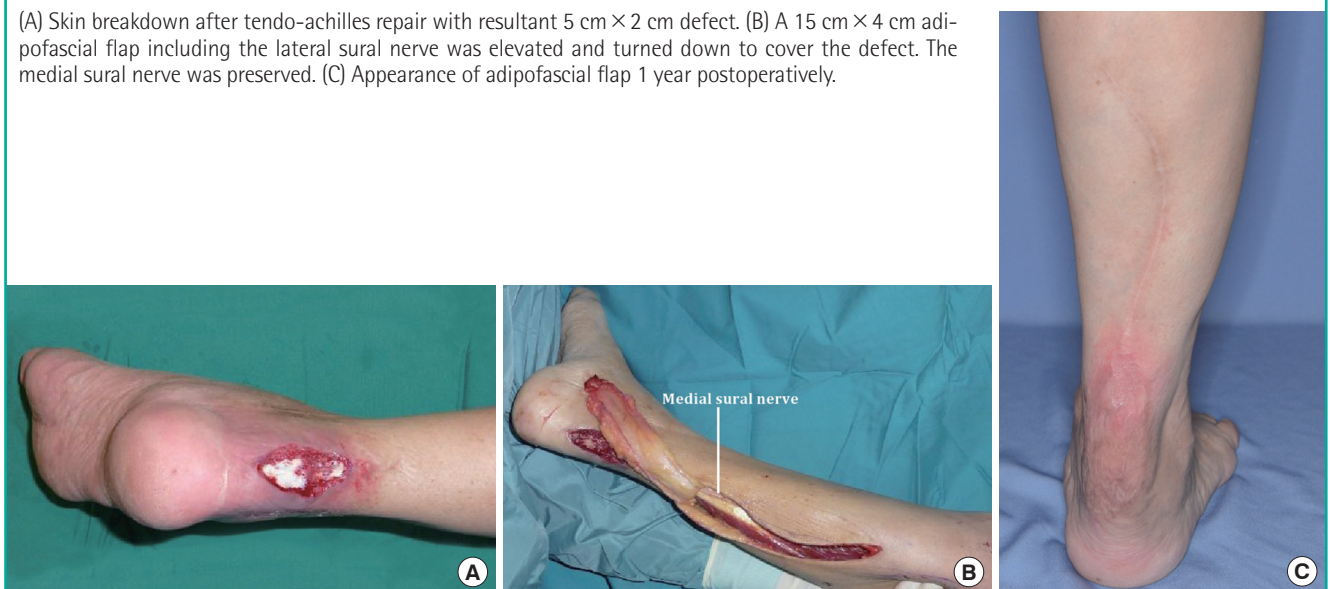 (A) Skin breakdown after tendo-achilles repair with resultant 5 cm × 2 cm defect. (B) A 15 cm × 4 cm adi-
pofascial flap including the lateral sural nerve was elevated and turned down to cover the defect. The
medial sural nerve was preserved. (C) Appearance of adipofascial flap 1 year postoperatively.
Medial sural nerve
A
B
C